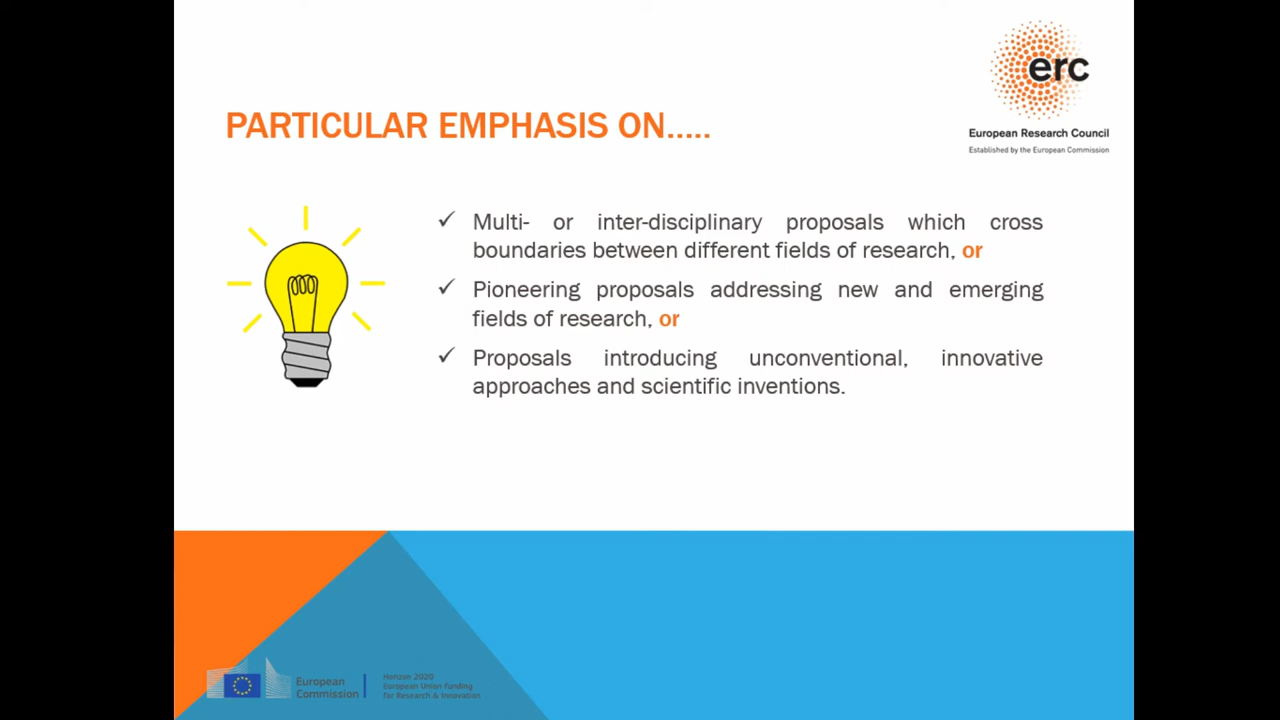 erc
European Research Council
Established by the European Commission
PARTICULAR EMPHASIS ON.....
✓ Multi- or inter-disciplinary proposals which cross
boundaries between different fields of research, or
✓ Pioneering proposals addressing new and emerging
fields of research, or
✓ Proposals introducing unconventional, innovative
approaches and scientific inventions.
European
Commission
Horizon 2020
European Union funding
for Research & Innovation